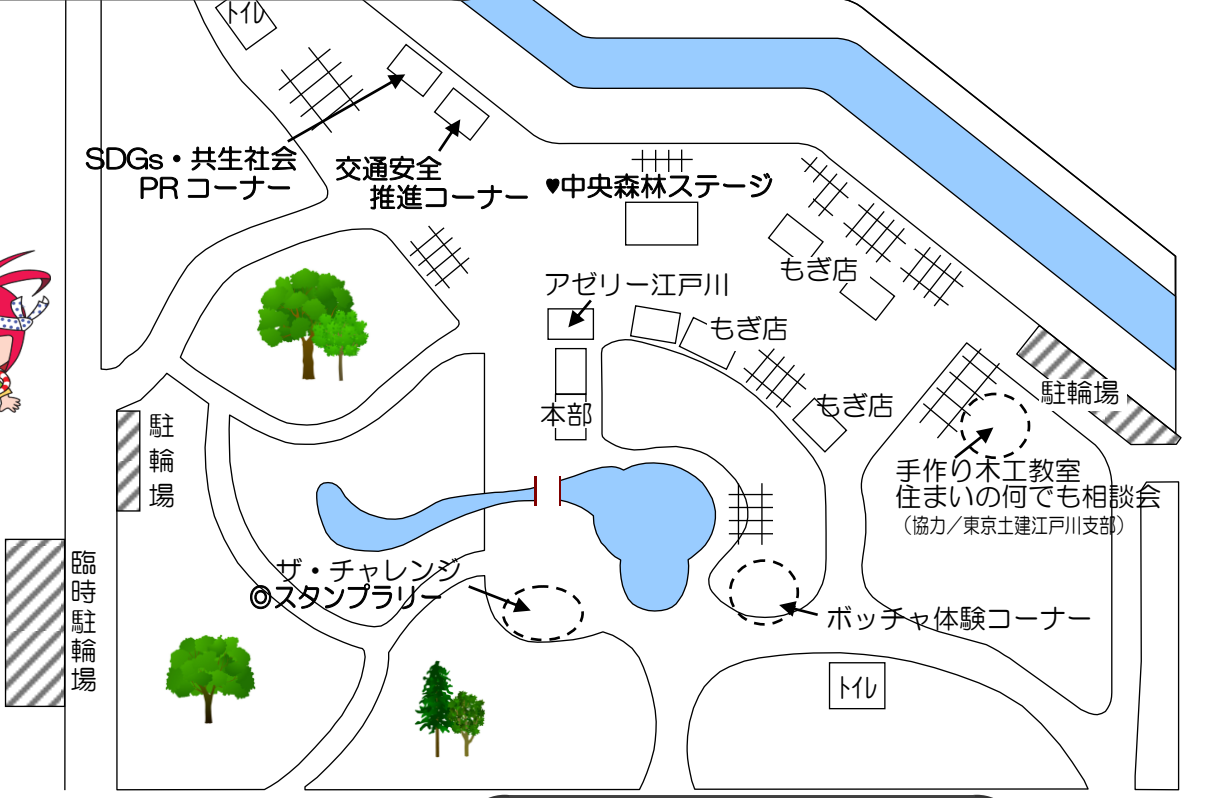 トイレ
SDGs・共生社会
PRコーナー
交通安全
推進コーナー
♥中央森林ステージ
もぎ店
アゼリー江戸川
もぎ店
もぎ店
駐輪場
本部
駐輪場
手作り木工教室
住まいの何でも相談会
（協力／東京土建江戸川支部）
臨時駐輪場
ザ・チャレンジ
◎スタンプラリー
ボッチャ体験コーナー
トイレ